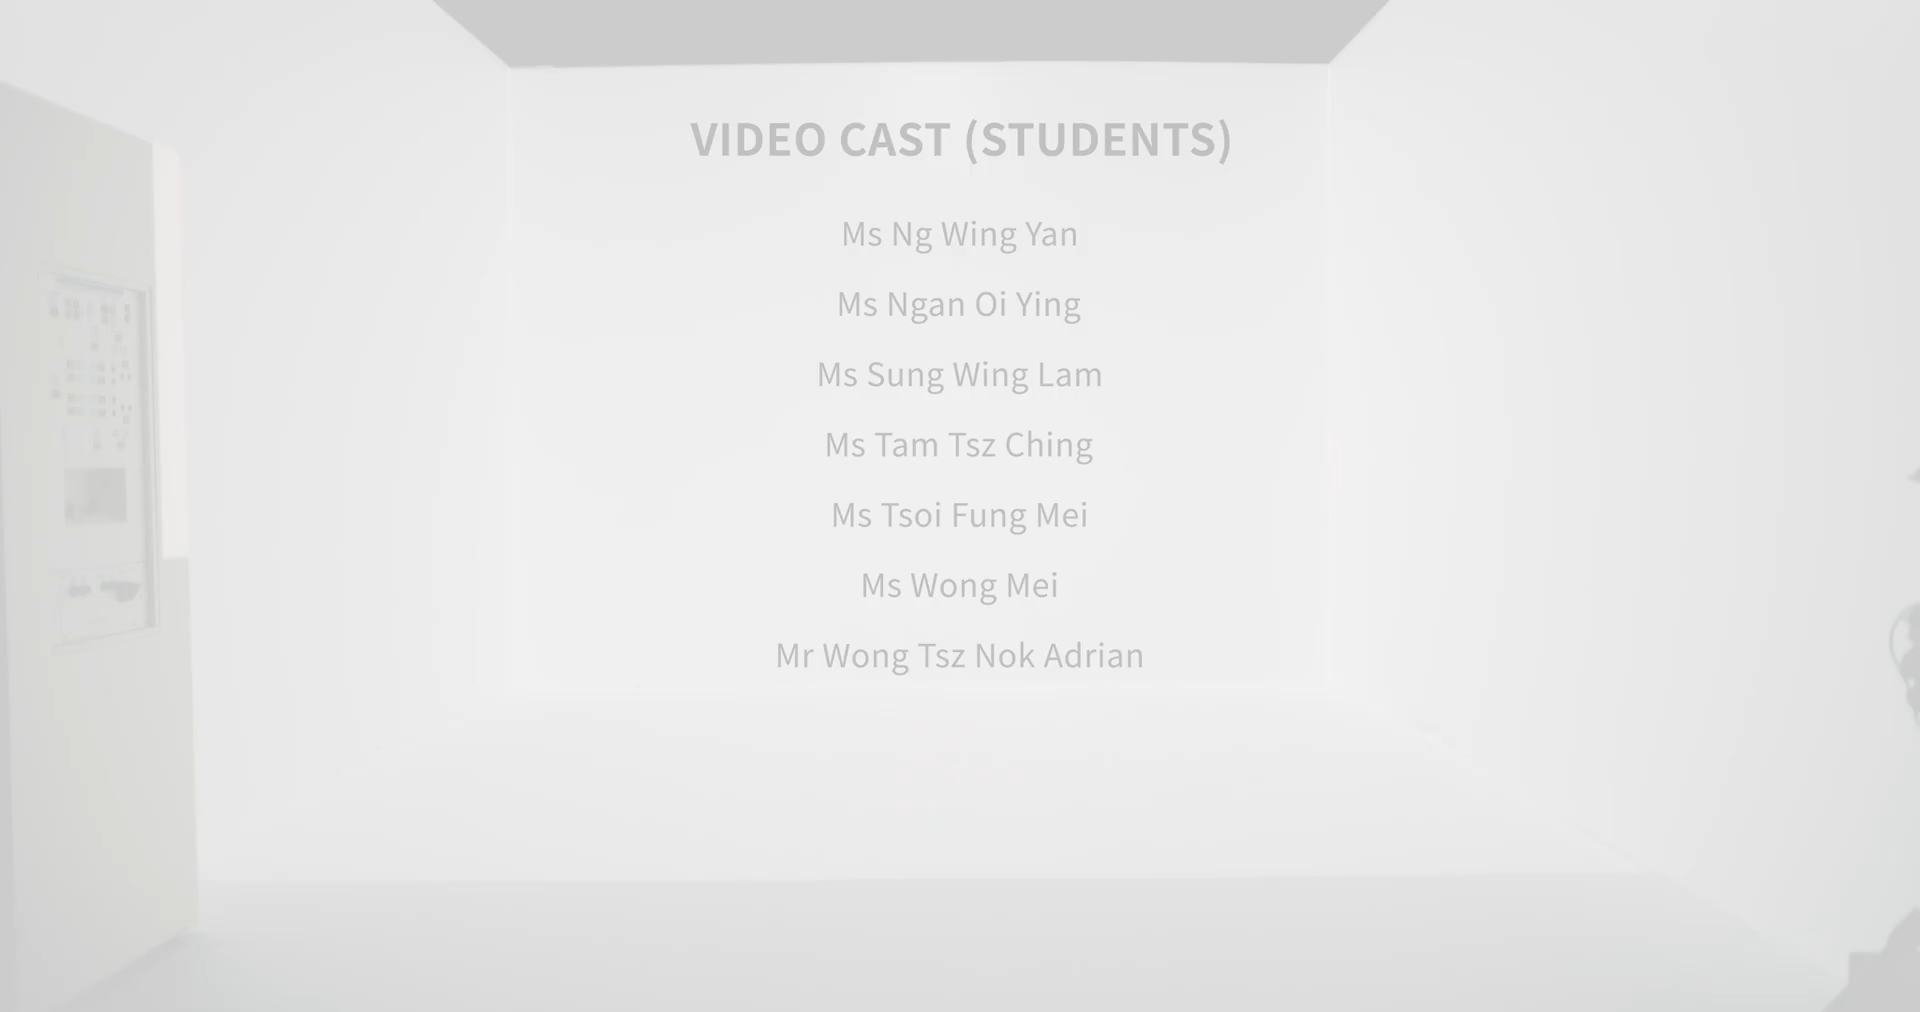 VIDEO CAST (STUDENTS)
Ms Ng Wing Yan
Ms Ngan Oi Ying
Ms Sung Wing Lam
Ms Tam Tsz Ching
Ms Tsoi Fung Mei
Ms Wong Mei
Mr Wong Tsz Nok Adrian